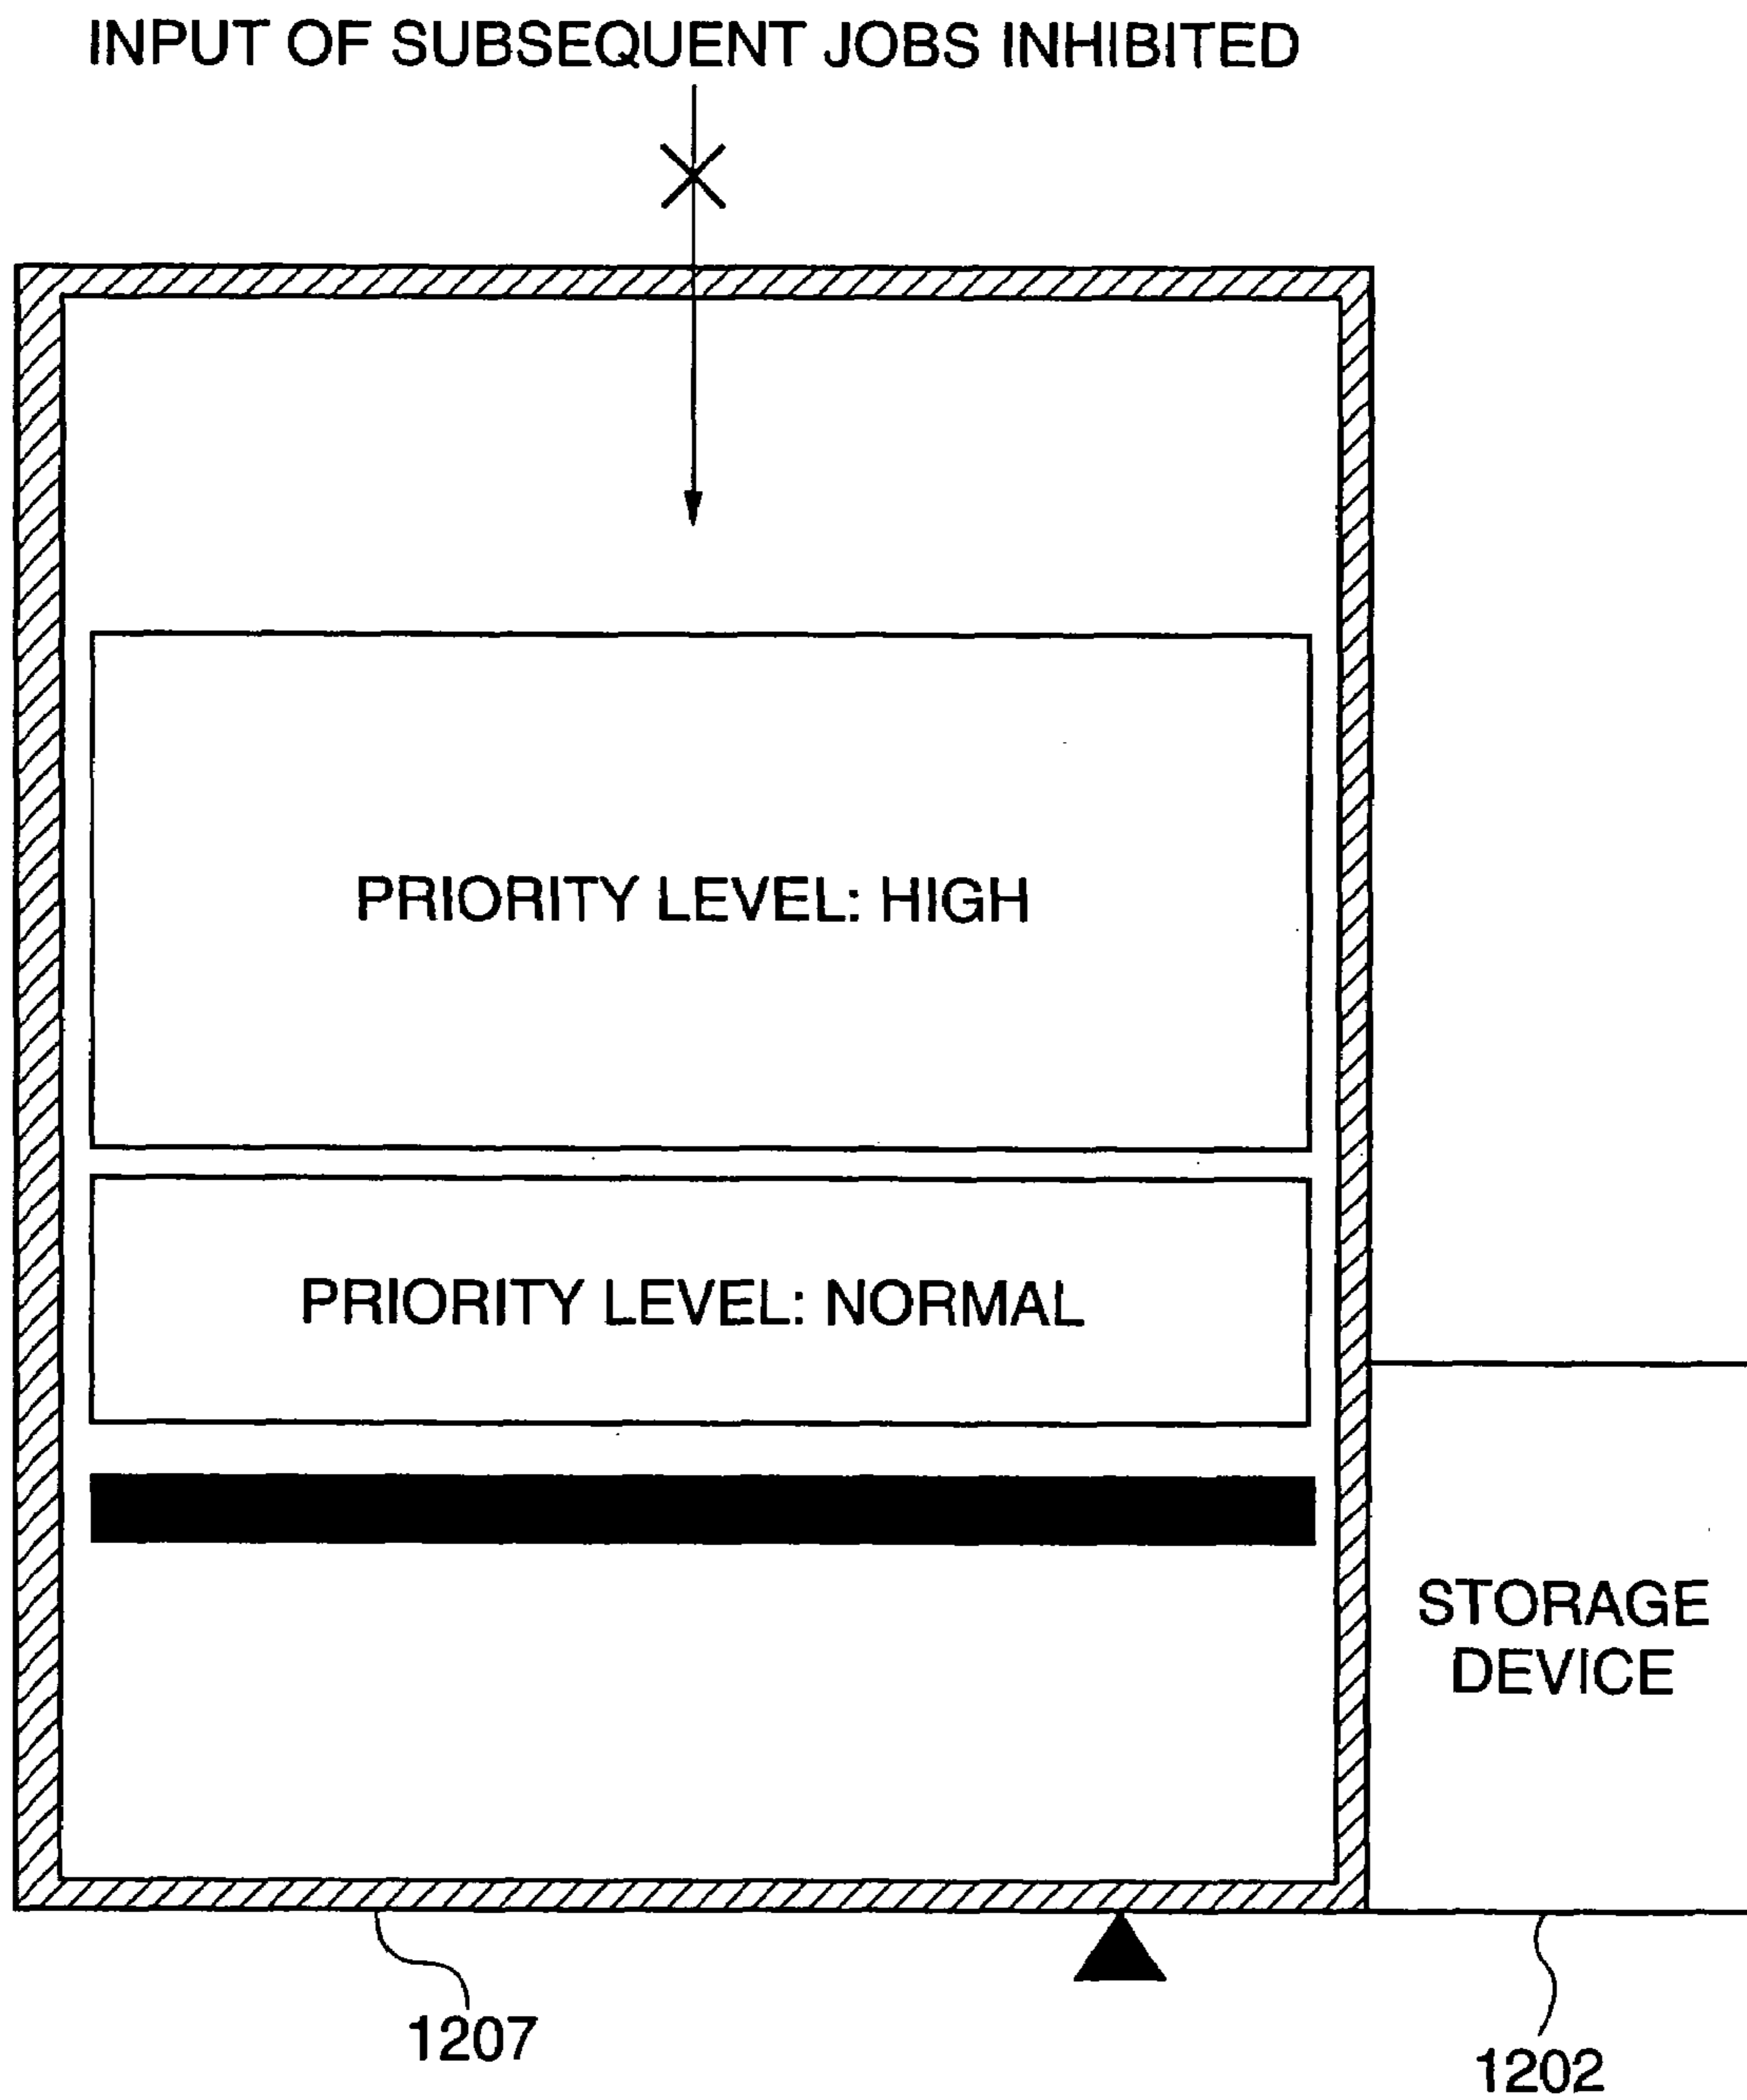 INPUT OF SUBSEQUENT JOBS INHIBITED
PRIORITY LEVEL: HIGH
PRIORITY LEVEL: NORMAL
STORAGE
DEVICE
1207
1202